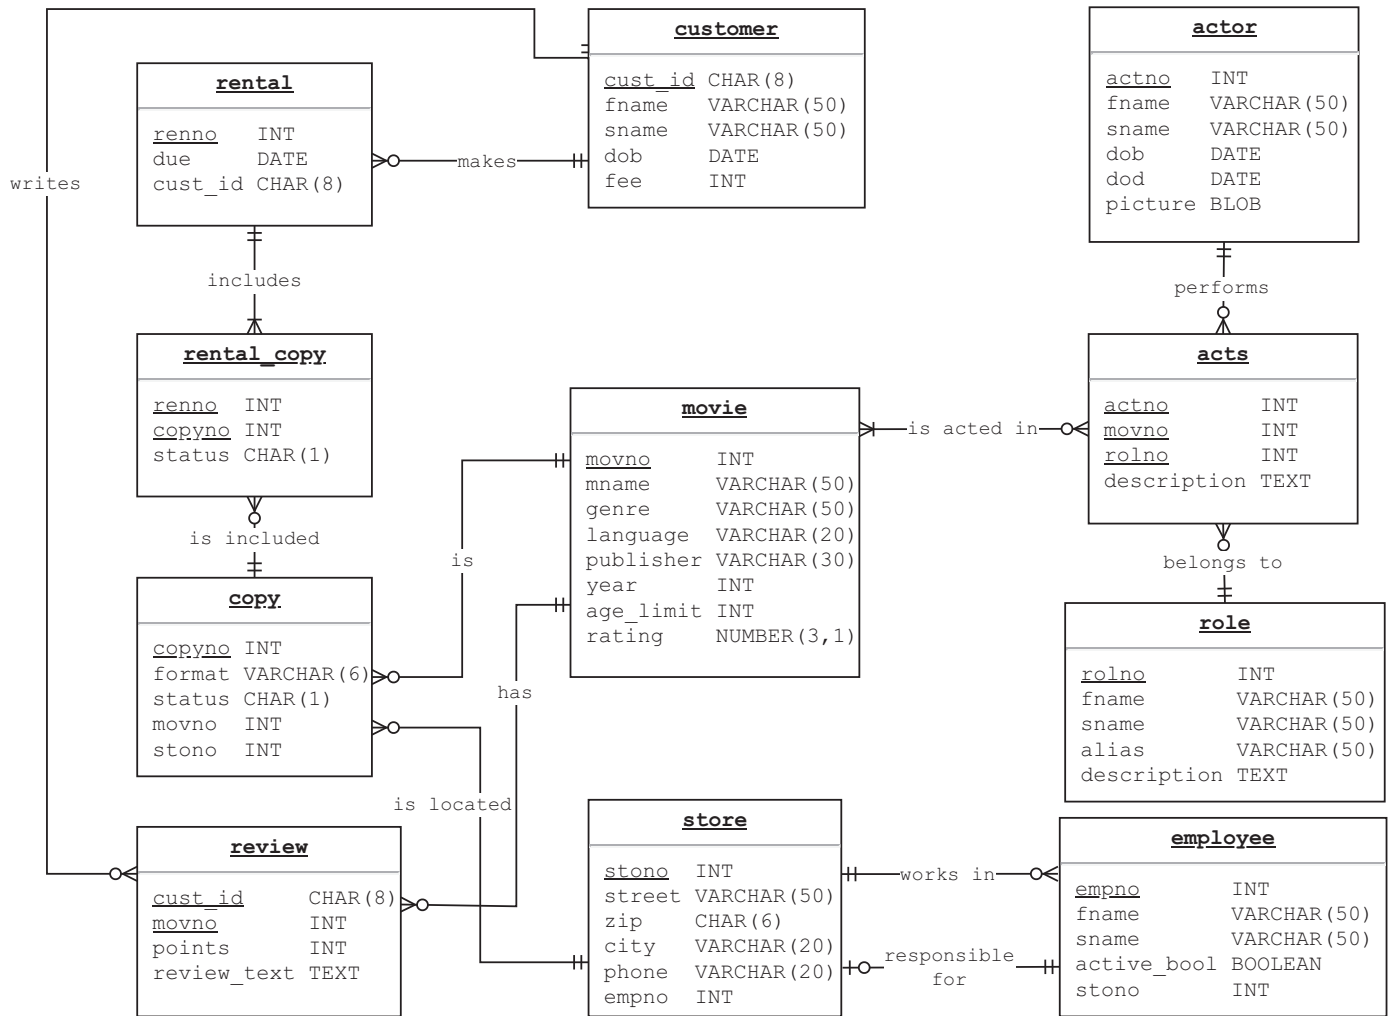 customer
cust_id CHAR(8)
fname VARCHAR(50)
sname VARCHAR(50)
dob DATE
fee INT
actor
actno INT
fname VARCHAR(50)
sname VARCHAR(50)
dob DATE
dod DATE
picture BLOB
rental
renno INT
due DATE
cust_id CHAR(8)
makes
writes
includes
performs
rental_copy
renno INT
copyno INT
status CHAR(1)
movie
movno INT
mname VARCHAR(50)
genre VARCHAR(50)
language VARCHAR(20)
publisher VARCHAR(30)
year INT
age_limit INT
rating NUMBER(3,1)
is acted in
acts
actno INT
movno INT
rolno INT
description TEXT
is included
is
belongs to
copy
copyno INT
format VARCHAR(6)
status CHAR(1)
movno INT
stono INT
has
role
rolno INT
fname VARCHAR(50)
sname VARCHAR(50)
alias VARCHAR(50)
description TEXT
is located
review
cust_id CHAR(8)
movno INT
points INT
review_text TEXT
store
stono INT
street VARCHAR(50)
zip CHAR(6)
city VARCHAR(20)
phone VARCHAR(20)
empno INT
works in
responsible
for
employee
empno INT
fname VARCHAR(50)
sname VARCHAR(50)
active_bool BOOLEAN
stono INT